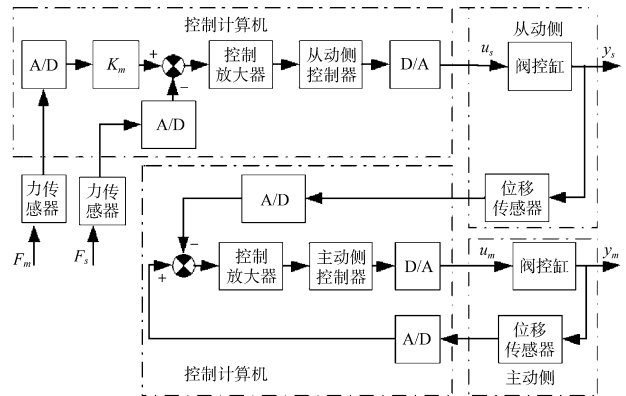 控制计算机
从动侧
A/D
K_m
+
−
控制
放大器
从动侧
控制器
D/A
u_s
阀控缸
y_s
A/D
力传
感器
力传
感器
F_m
F_s
A/D
位移
传感器
−
+
控制
放大器
主动侧
控制器
D/A
u_m
阀控缸
y_m
A/D
位移
传感器
控制计算机
主动侧